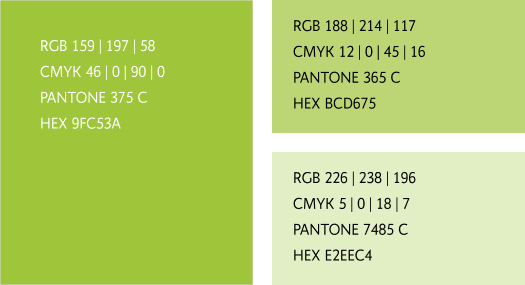 RGB 159 | 197 | 58
CMYK 46 | 0 | 90 | 0
PANTONE 375 C
HEX 9FC53A
RGB 188 | 214 | 117
CMYK 12 | 0 | 45 | 16
PANTONE 365 C
HEX BCD675
RGB 226 | 238 | 196
CMYK 5 | 0 | 18 | 7
PANTONE 7485 C
HEX E2EEC4